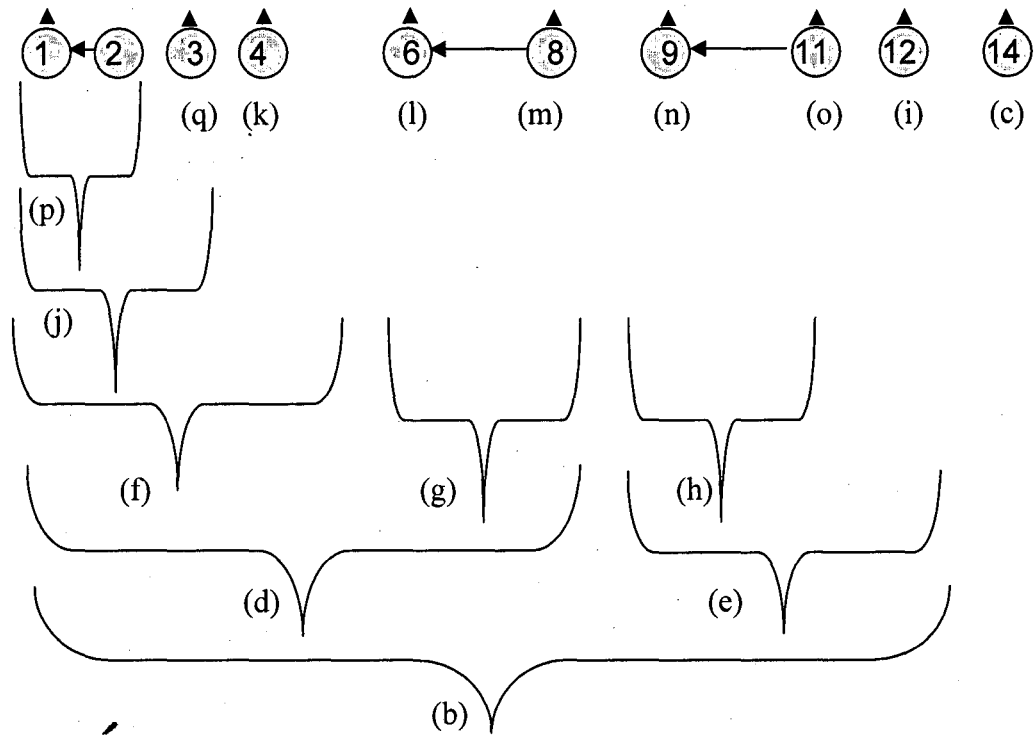 1 2 3 4 6 8 9 11 12 14
(q) (k) (l) (m) (n) (o) (i) (c)
(p)
(j)
(f) (g) (h)
(d) (e)
(b)